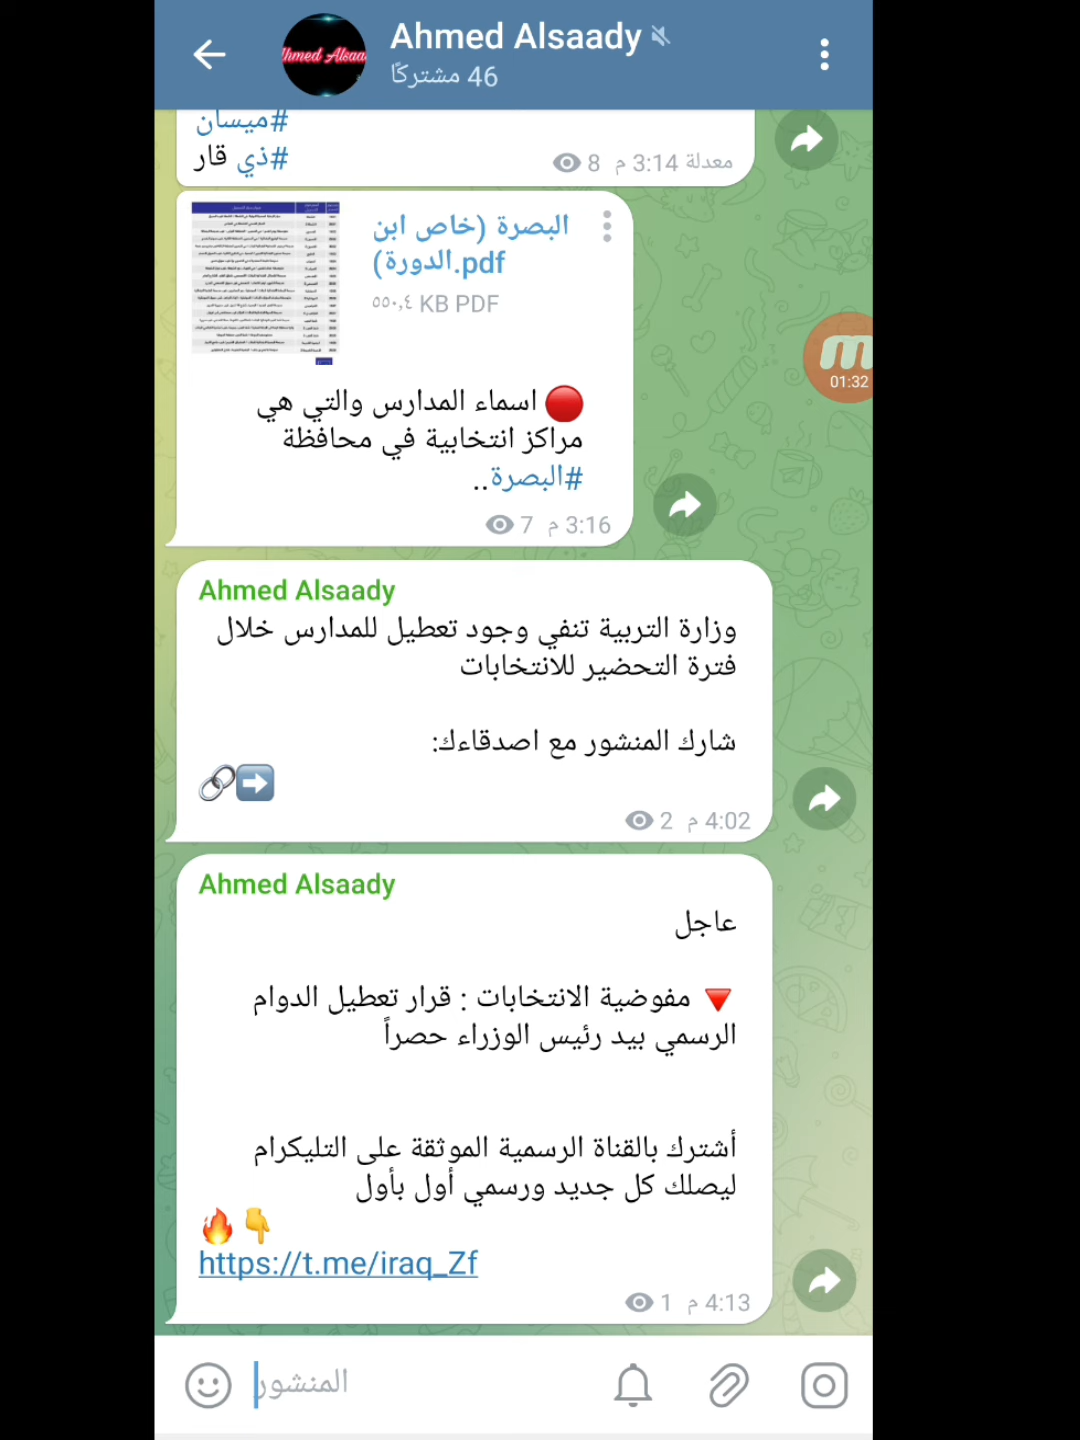 Ahmed Alsaady
46 مشتركًا
#ميسان
#ذي قار
8 3:14 م معدلة
البصرة (خاص ابن
الدورة).pdf
٥٥٠,٤ KB PDF
01:32
🔴 اسماء المدارس والتي هي
مراكز انتخابية في محافظة
#البصرة..
7 3:16 م
Ahmed Alsaady
وزارة التربية تنفي وجود تعطيل للمدارس خلال
فترة التحضير للانتخابات
شارك المنشور مع اصدقاءك:
🔗➡️
2 4:02 م
Ahmed Alsaady
عاجل
🔻 مفوضية الانتخابات : قرار تعطيل الدوام
الرسمي بيد رئيس الوزراء حصراً
أشترك بالقناة الرسمية الموثقة على التليكرام
ليصلك كل جديد ورسمي أول بأول
🔥👇
https://t.me/iraq_Zf
1 4:13 م
المنشور